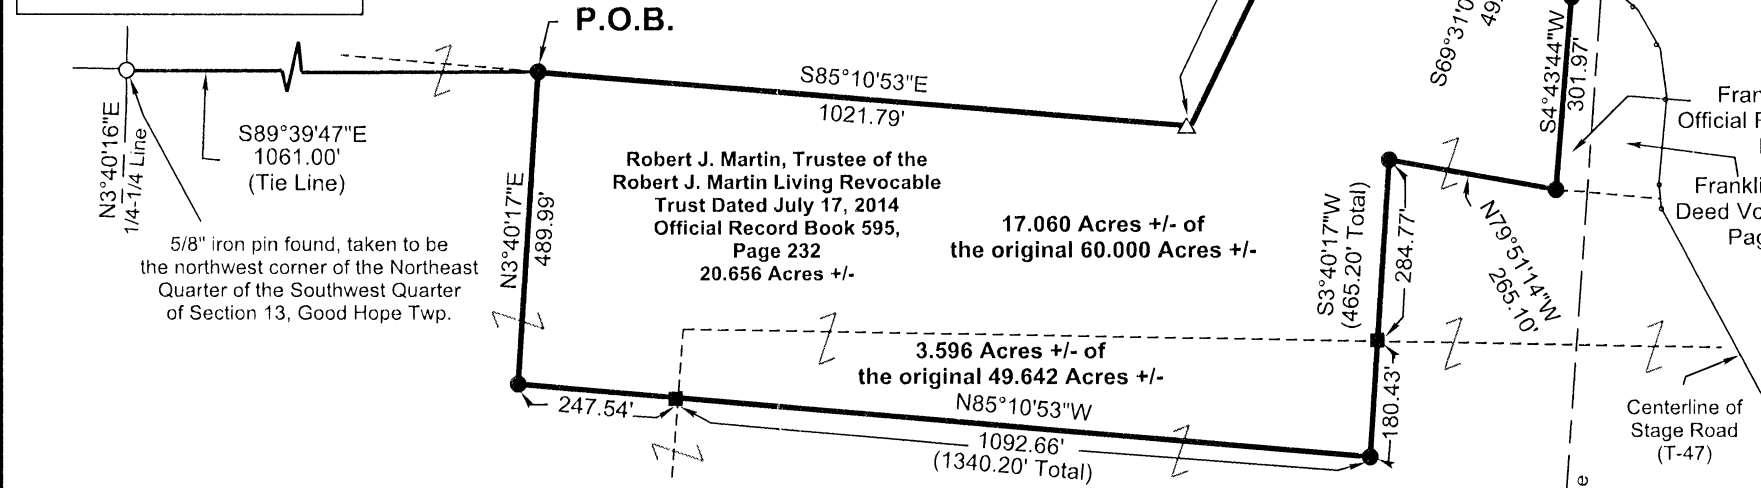 P.O.B.
S85°10'53"E
1021.79'
S89°39'47"E
1061.00'
(Tie Line)
N3°40'16"E
1/4-1/4 Line
5/8" iron pin found, taken to be
the northwest corner of the Northeast
Quarter of the Southwest Quarter
of Section 13, Good Hope Twp.
N3°40'17"E
489.99'
Robert J. Martin, Trustee of the
Robert J. Martin Living Revocable
Trust Dated July 17, 2014
Official Record Book 595,
Page 232
20.656 Acres +/-
17.060 Acres +/- of
the original 60.000 Acres +/-
3.596 Acres +/- of
the original 49.642 Acres +/-
N85°10'53"W
247.54'
1092.66'
(1340.20' Total)
S3°40'17"W
(465.20' Total)
284.77'
180.43'
N79°51'14"W
265.10'
S69°31'0
49.
S4°43'44"W
301.97'
Fran
Official R
Frankli
Deed Vo
Pag
Centerline of
Stage Road
(T-47)
e